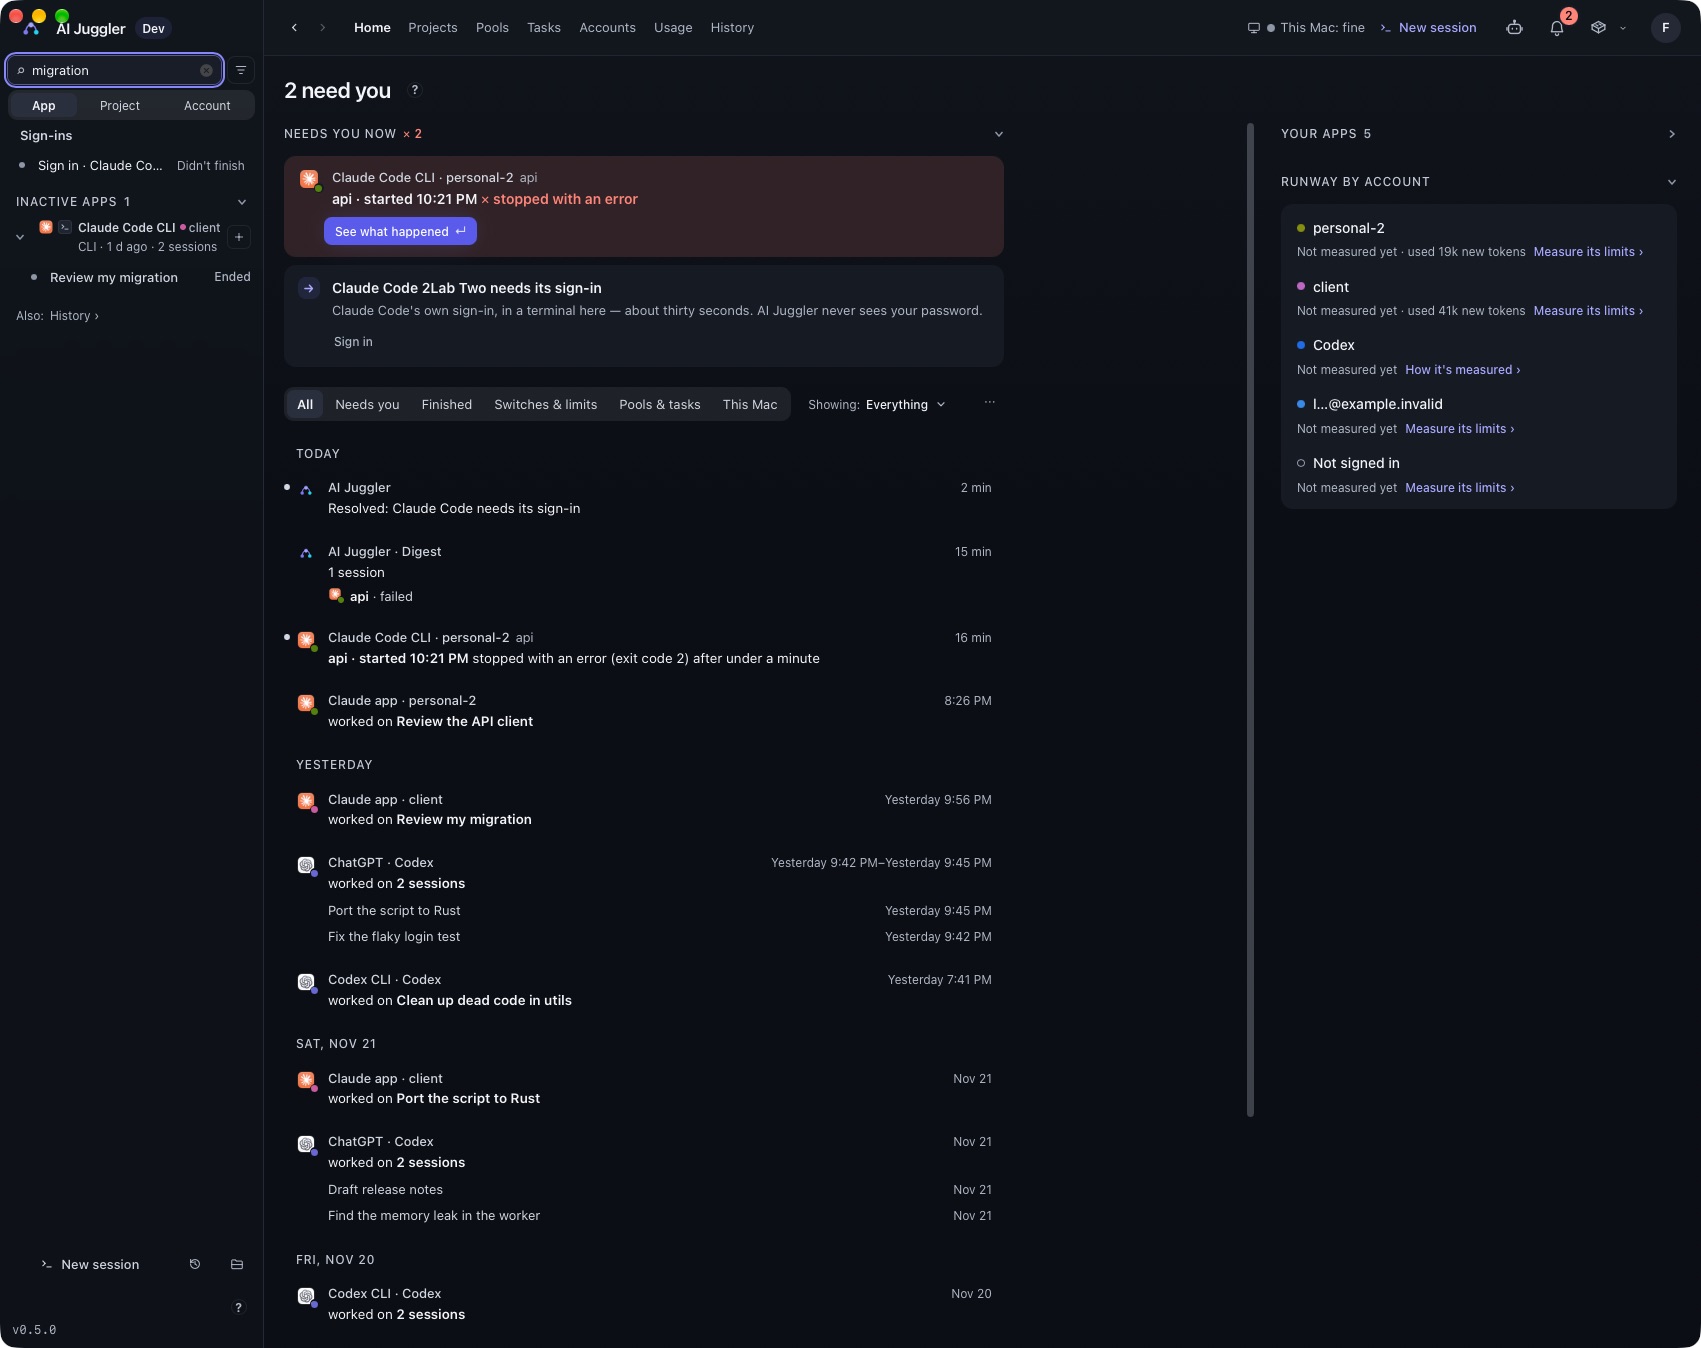 AI Juggler Dev
migration
App Project Account
Sign-ins
Sign in · Claude Co... Didn't finish
INACTIVE APPS 1
Claude Code CLI client
CLI · 1 d ago · 2 sessions
Review my migration Ended
Also: History ›
New session
?
v0.5.0
Home Projects Pools Tasks Accounts Usage History
This Mac: fine New session 2 F
2 need you ?
NEEDS YOU NOW × 2
Claude Code CLI · personal-2 api
api · started 10:21 PM × stopped with an error
See what happened ↵
Claude Code 2Lab Two needs its sign-in
Claude Code's own sign-in, in a terminal here — about thirty seconds. AI Juggler never sees your password.
Sign in
All Needs you Finished Switches & limits Pools & tasks This Mac Showing: Everything ...
TODAY
AI Juggler 2 min
Resolved: Claude Code needs its sign-in
AI Juggler · Digest 15 min
1 session
api · failed
Claude Code CLI · personal-2 api 16 min
api · started 10:21 PM stopped with an error (exit code 2) after under a minute
Claude app · personal-2 8:26 PM
worked on Review the API client
YESTERDAY
Claude app · client Yesterday 9:56 PM
worked on Review my migration
ChatGPT · Codex Yesterday 9:42 PM–Yesterday 9:45 PM
worked on 2 sessions
Port the script to Rust Yesterday 9:45 PM
Fix the flaky login test Yesterday 9:42 PM
Codex CLI · Codex Yesterday 7:41 PM
worked on Clean up dead code in utils
SAT, NOV 21
Claude app · client Nov 21
worked on Port the script to Rust
ChatGPT · Codex Nov 21
worked on 2 sessions
Draft release notes Nov 21
Find the memory leak in the worker Nov 21
FRI, NOV 20
Codex CLI · Codex Nov 20
worked on 2 sessions
YOUR APPS 5
RUNWAY BY ACCOUNT
personal-2
Not measured yet · used 19k new tokens Measure its limits ›
client
Not measured yet · used 41k new tokens Measure its limits ›
Codex
Not measured yet How it's measured ›
l...@example.invalid
Not measured yet Measure its limits ›
Not signed in
Not measured yet Measure its limits ›